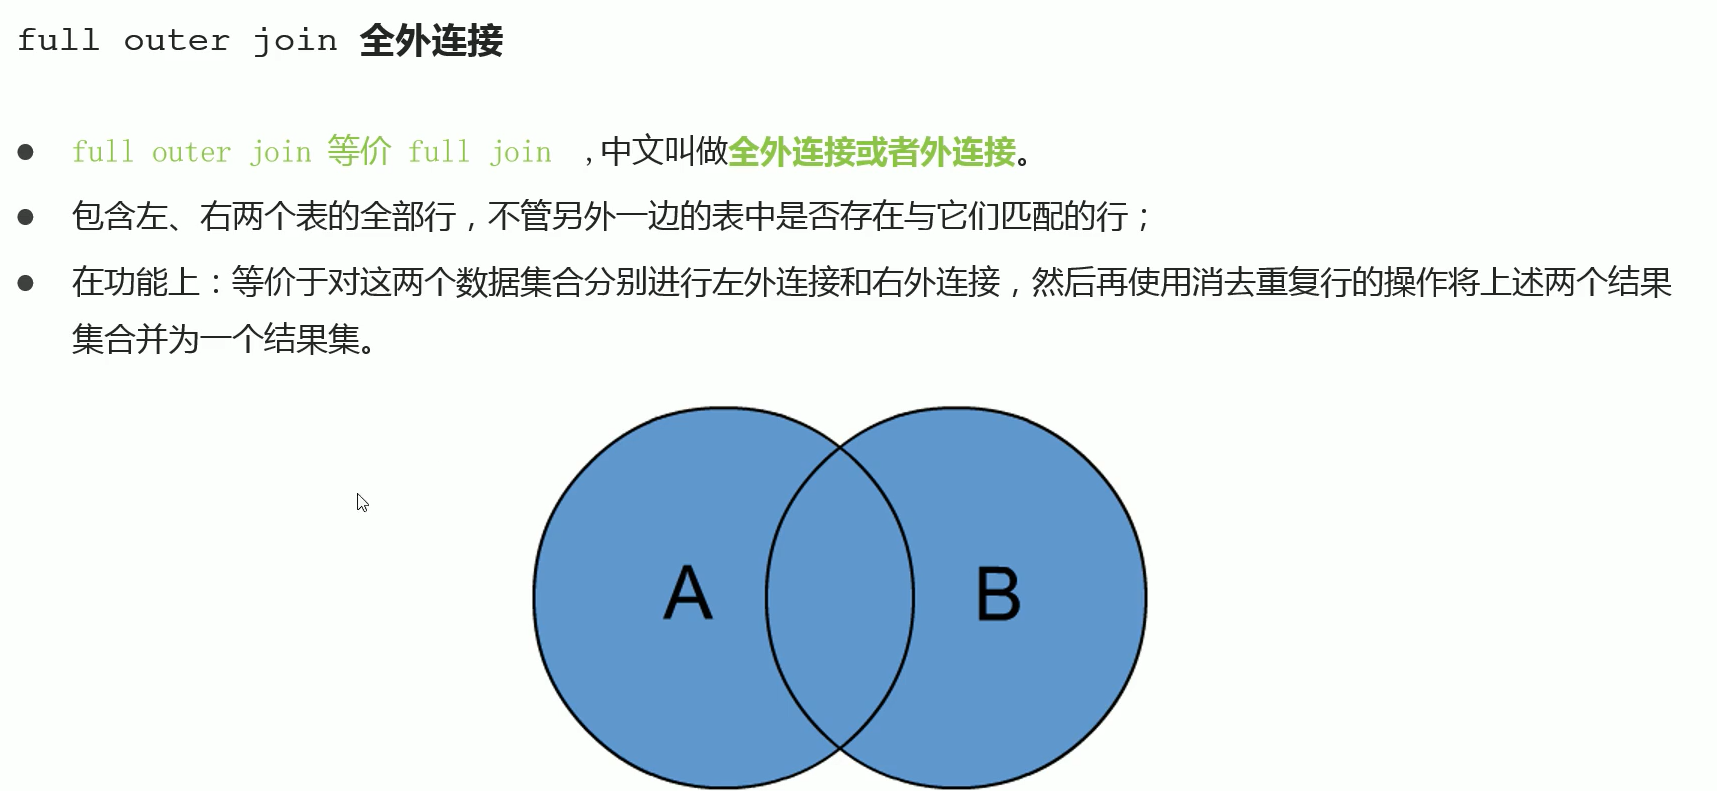 full outer join 全外连接
● full outer join 等价 full join ,中文叫做全外连接或者外连接。
● 包含左、右两个表的全部行，不管另外一边的表中是否存在与它们匹配的行；
● 在功能上：等价于对这两个数据集合分别进行左外连接和右外连接，然后再使用消去重复行的操作将上述两个结果
集合并为一个结果集。
A
B